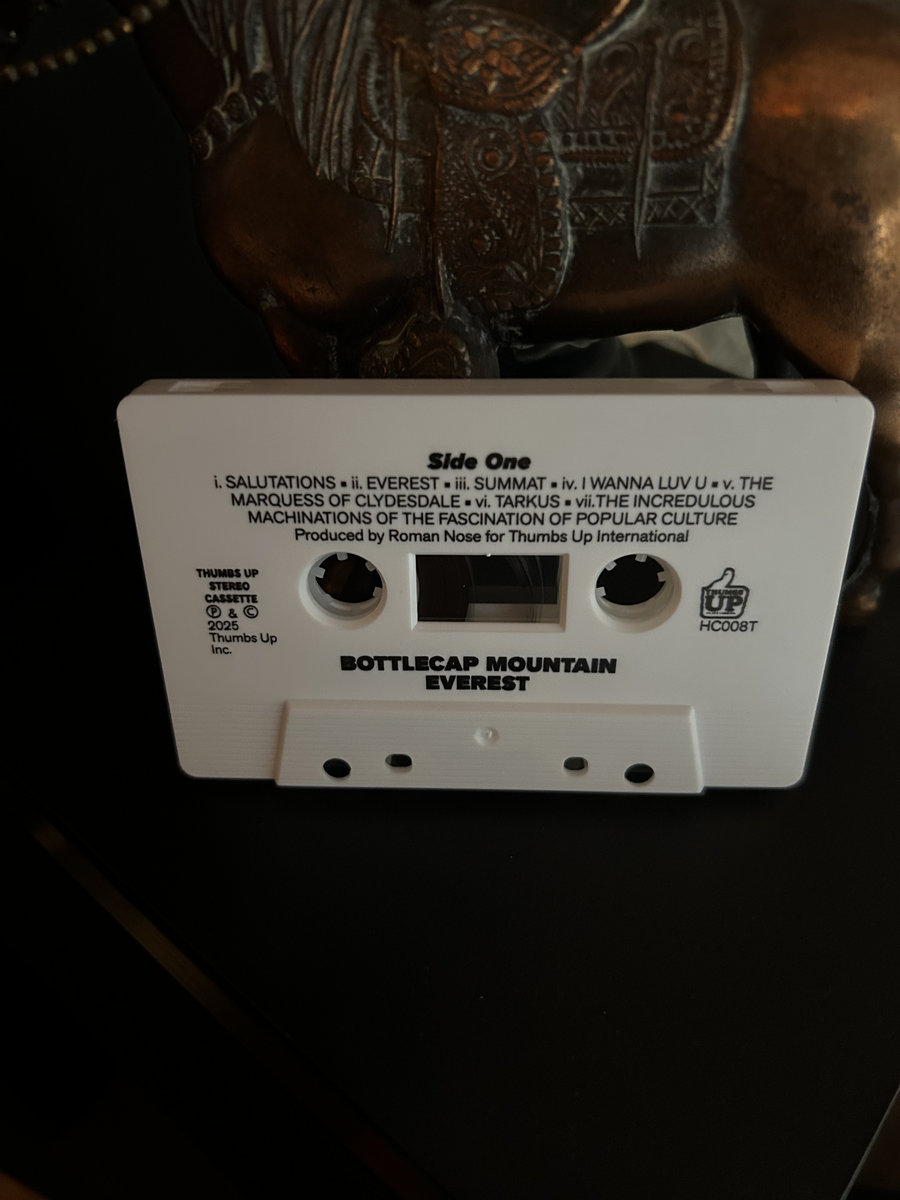 Side One
i. SALUTATIONS ▪ ii. EVEREST ▪ iii. SUMMAT ▪ iv. I WANNA LUV U ▪ v. THE
MARQUESS OF CLYDESDALE ▪ vi. TARKUS ▪ vii.THE INCREDULOUS
MACHINATIONS OF THE FASCINATION OF POPULAR CULTURE
Produced by Roman Nose for Thumbs Up International
THUMBS UP
STEREO
CASSETTE
Ⓟ & ©
2025
Thumbs Up
Inc.
THUMBS
UP
HC008T
BOTTLECAP MOUNTAIN
EVEREST